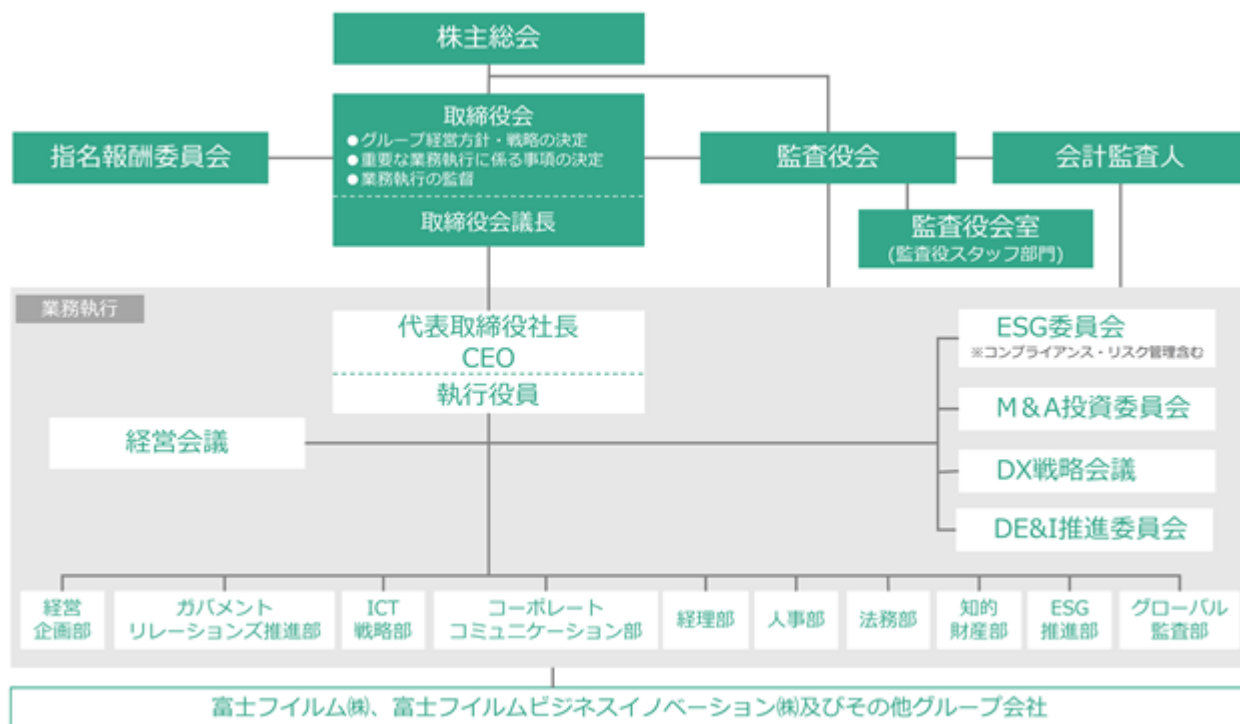 株主総会
取締役会
●グループ経営方針・戦略の決定
●重要な業務執行に係る事項の決定
●業務執行の監督
取締役会議長
指名報酬委員会
監査役会
会計監査人
監査役会室
(監査役スタッフ部門)
業務執行
代表取締役社長
CEO
執行役員
経営会議
ESG委員会
※コンプライアンス・リスク管理含む
M&A投資委員会
DX戦略会議
DE&I推進委員会
経営
企画部
ガバメント
リレーションズ推進部
ICT
戦略部
コーポレート
コミュニケーション部
経理部
人事部
法務部
知的
財産部
ESG
推進部
グローバル
監査部
富士フイルム㈱、富士フイルムビジネスイノベーション㈱及びその他グループ会社